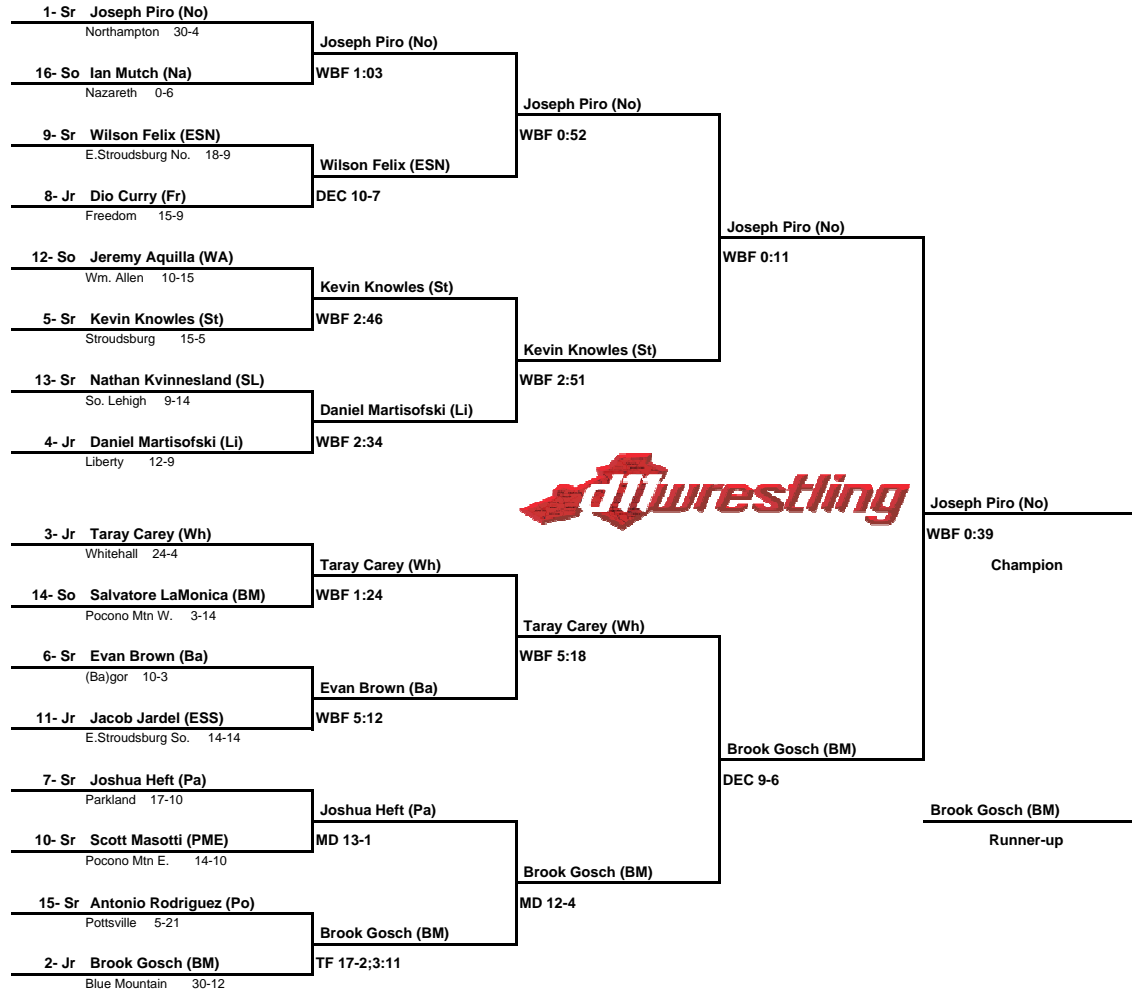 1- Sr Joseph Piro (No)
Northampton 30-4
Joseph Piro (No)
16- So Ian Mutch (Na)
WBF 1:03
Nazareth 0-6
Joseph Piro (No)
9- Sr Wilson Felix (ESN)
WBF 0:52
E.Stroudsburg No. 18-9
Wilson Felix (ESN)
8- Jr Dio Curry (Fr)
DEC 10-7
Freedom 15-9
Joseph Piro (No)
12- So Jeremy Aquilla (WA)
WBF 0:11
Wm. Allen 10-15
Kevin Knowles (St)
5- Sr Kevin Knowles (St)
WBF 2:46
Stroudsburg 15-5
Kevin Knowles (St)
13- Sr Nathan Kvinnesland (SL)
WBF 2:51
So. Lehigh 9-14
Daniel Martisofski (Li)
4- Jr Daniel Martisofski (Li)
WBF 2:34
Liberty 12-9
d11wrestling
Joseph Piro (No)
3- Jr Taray Carey (Wh)
WBF 0:39
Whitehall 24-4
Taray Carey (Wh)
Champion
14- So Salvatore LaMonica (BM)
WBF 1:24
Pocono Mtn W. 3-14
Taray Carey (Wh)
6- Sr Evan Brown (Ba)
WBF 5:18
(Ba)gor 10-3
Evan Brown (Ba)
11- Jr Jacob Jardel (ESS)
WBF 5:12
E.Stroudsburg So. 14-14
Brook Gosch (BM)
7- Sr Joshua Heft (Pa)
DEC 9-6
Parkland 17-10
Joshua Heft (Pa)
Brook Gosch (BM)
10- Sr Scott Masotti (PME)
MD 13-1
Runner-up
Pocono Mtn E. 14-10
Brook Gosch (BM)
15- Sr Antonio Rodriguez (Po)
MD 12-4
Pottsville 5-21
Brook Gosch (BM)
2- Jr Brook Gosch (BM)
TF 17-2;3:11
Blue Mountain 30-12